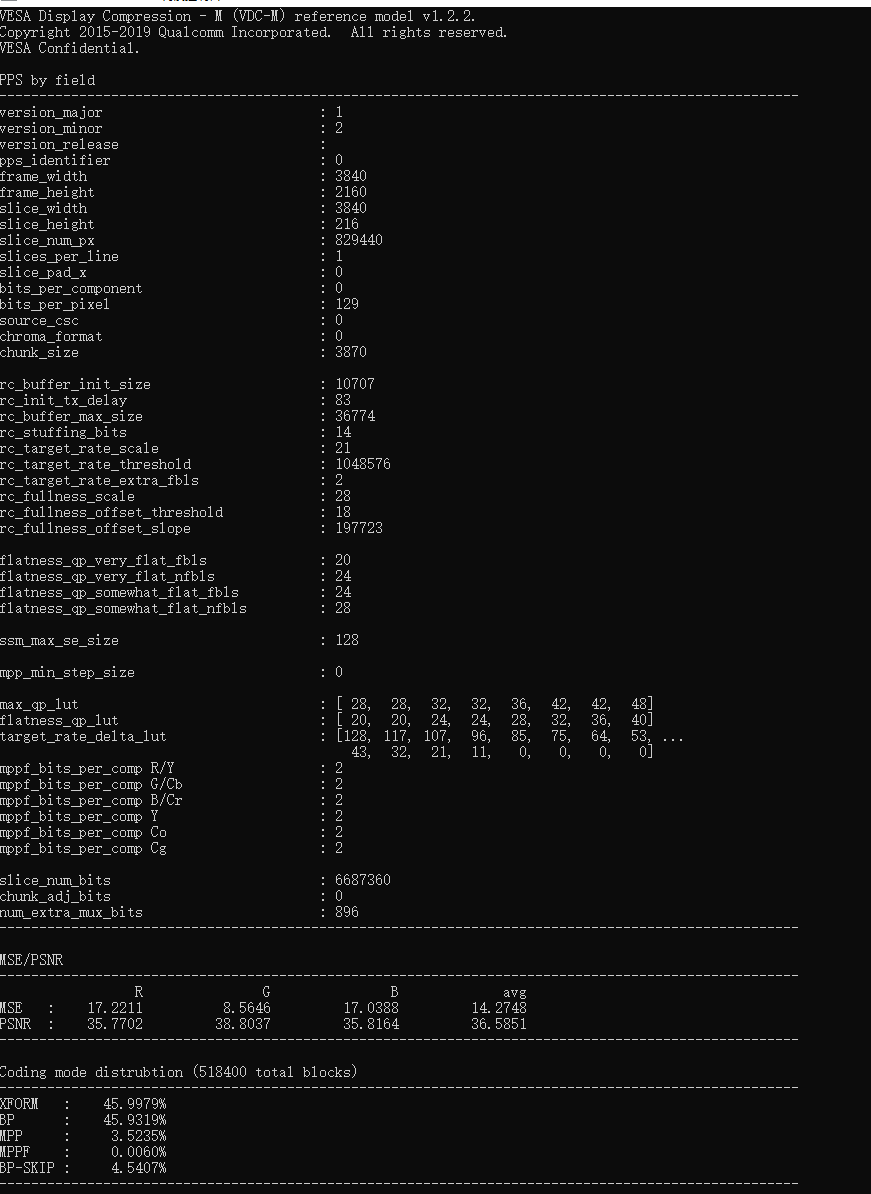 VESA Display Compression - M (VDC-M) reference model v1.2.2.
Copyright 2015-2019 Qualcomm Incorporated.  All rights reserved.
VESA Confidential.
PPS by field
----------------------------------------------------------------------------------------------------
version_major : 1
version_minor : 2
version_release :
pps_identifier : 0
frame_width : 3840
frame_height : 2160
slice_width : 3840
slice_height : 216
slice_num_px : 829440
slices_per_line : 1
slice_pad_x : 0
bits_per_component : 0
bits_per_pixel : 129
source_csc : 0
chroma_format : 0
chunk_size : 3870
rc_buffer_init_size : 10707
rc_init_tx_delay : 83
rc_buffer_max_size : 36774
rc_stuffing_bits : 14
rc_target_rate_scale : 21
rc_target_rate_threshold : 1048576
rc_target_rate_extra_fbls : 2
rc_fullness_scale : 28
rc_fullness_offset_threshold : 18
rc_fullness_offset_slope : 197723
flatness_qp_very_flat_fbls : 20
flatness_qp_very_flat_nfbls : 24
flatness_qp_somewhat_flat_fbls : 24
flatness_qp_somewhat_flat_nfbls : 28
ssm_max_se_size : 128
mpp_min_step_size : 0
max_qp_lut : [ 28, 28, 32, 32, 36, 42, 42, 48]
flatness_qp_lut : [ 20, 20, 24, 24, 28, 32, 36, 40]
target_rate_delta_lut : [128, 117, 107, 96, 85, 75, 64, 53, ...
43, 32, 21, 11, 0, 0, 0, 0]
mppf_bits_per_comp R/Y : 2
mppf_bits_per_comp G/Cb : 2
mppf_bits_per_comp B/Cr : 2
mppf_bits_per_comp Y : 2
mppf_bits_per_comp Co : 2
mppf_bits_per_comp Cg : 2
slice_num_bits : 6687360
chunk_adj_bits : 0
num_extra_mux_bits : 896
----------------------------------------------------------------------------------------------------
MSE/PSNR
----------------------------------------------------------------------------------------------------
R G B avg
MSE : 17.2211 8.5646 17.0388 14.2748
PSNR : 35.7702 38.8037 35.8164 36.5851
----------------------------------------------------------------------------------------------------
Coding mode distrubtion (518400 total blocks)
----------------------------------------------------------------------------------------------------
XFORM : 45.9979%
BP : 45.9319%
MPP : 3.5235%
MPPF : 0.0060%
BP-SKIP : 4.5407%
----------------------------------------------------------------------------------------------------